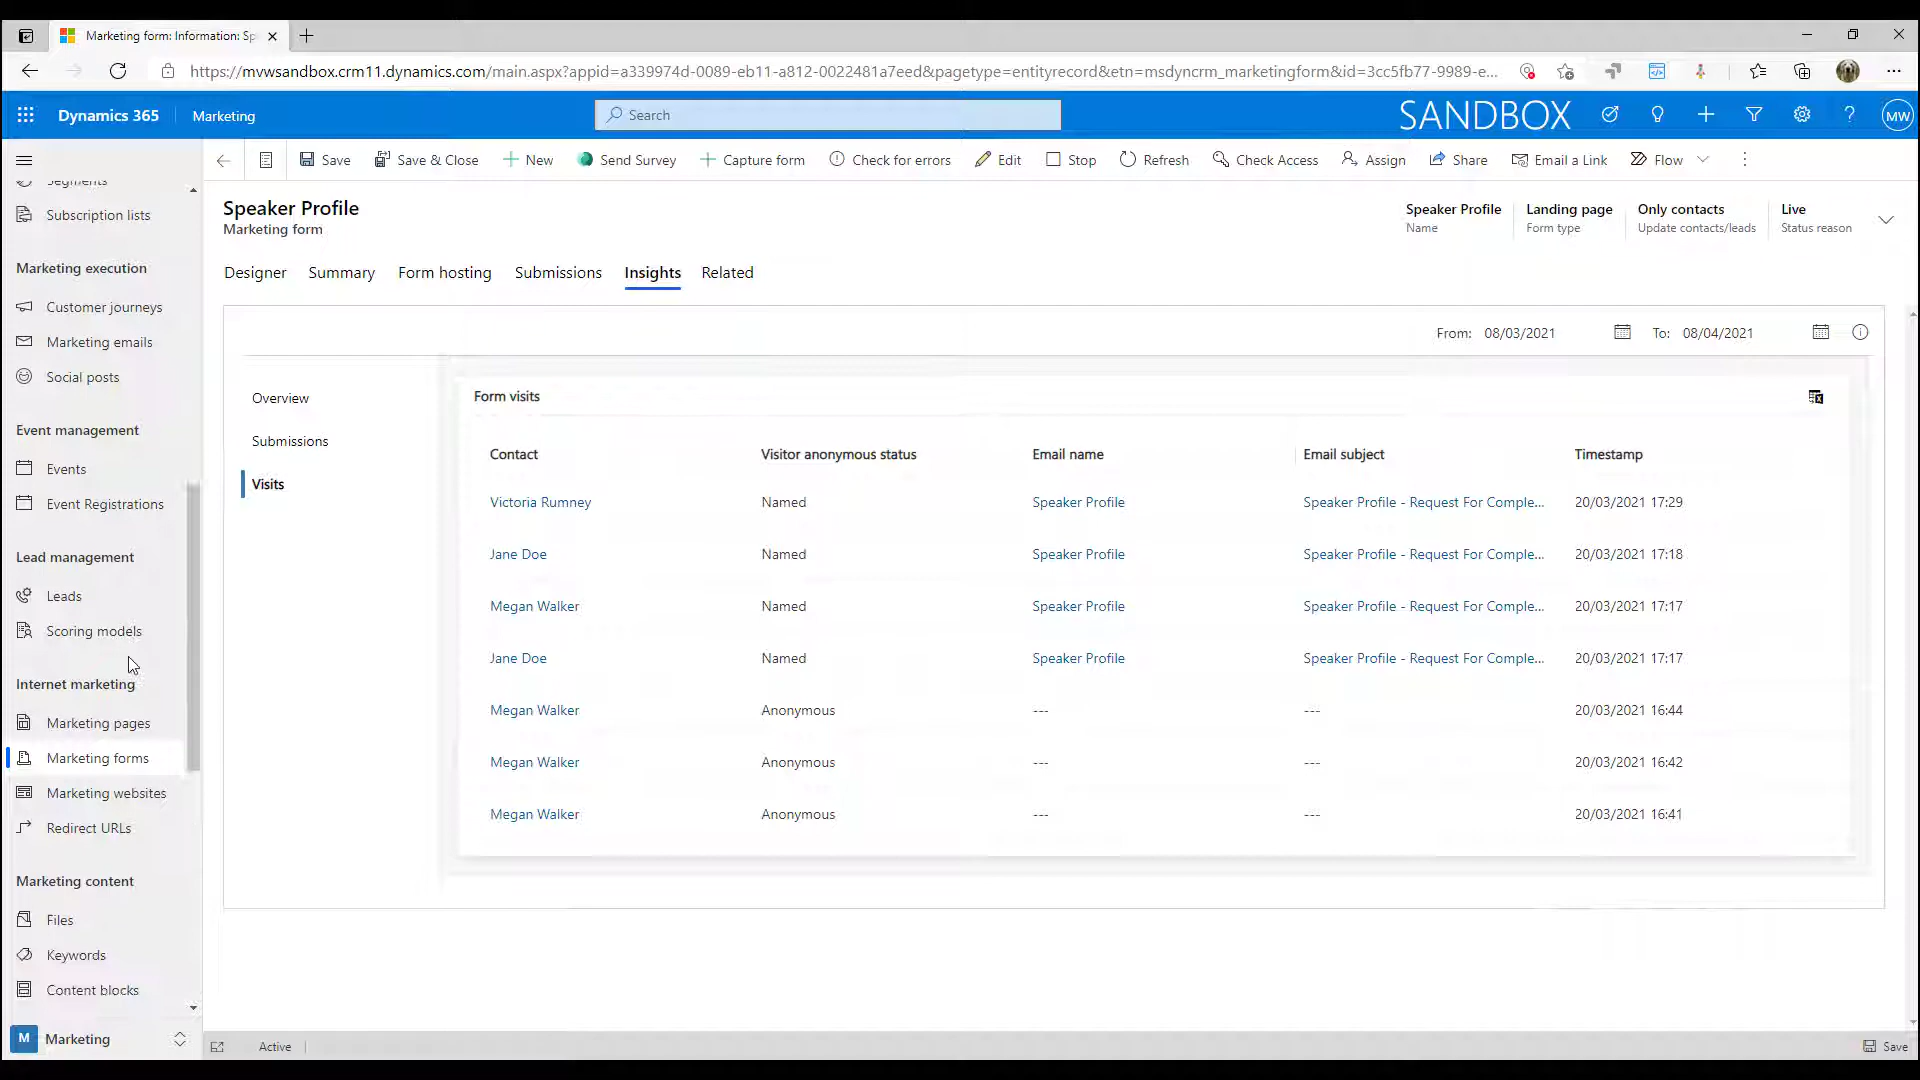 Marketing form: Information: Sp
https://mvwsandbox.crm11.dynamics.com/main.aspx?appid=a339974d-0089-eb11-a812-0022481a7eed&pagetype=entityrecord&etn=msdyncrm_marketingform&id=3cc5fb77-9989-e...
Dynamics 365
Marketing
Search
SANDBOX
MW
Save
Save & Close
New
Send Survey
Capture form
Check for errors
Edit
Stop
Refresh
Check Access
Assign
Share
Email a Link
Flow
Segments
Subscription lists
Marketing execution
Customer journeys
Marketing emails
Social posts
Event management
Events
Event Registrations
Lead management
Leads
Scoring models
Internet marketing
Marketing pages
Marketing forms
Marketing websites
Redirect URLs
Marketing content
Files
Keywords
Content blocks
M Marketing
Speaker Profile
Marketing form
Speaker Profile
Name
Landing page
Form type
Only contacts
Update contacts/leads
Live
Status reason
Designer Summary Form hosting Submissions Insights Related
From: 08/03/2021 To: 08/04/2021
Overview
Submissions
Visits
Form visits
Contact Visitor anonymous status Email name Email subject Timestamp
Victoria Rumney Named Speaker Profile Speaker Profile - Request For Comple... 20/03/2021 17:29
Jane Doe Named Speaker Profile Speaker Profile - Request For Comple... 20/03/2021 17:18
Megan Walker Named Speaker Profile Speaker Profile - Request For Comple... 20/03/2021 17:17
Jane Doe Named Speaker Profile Speaker Profile - Request For Comple... 20/03/2021 17:17
Megan Walker Anonymous --- --- 20/03/2021 16:44
Megan Walker Anonymous --- --- 20/03/2021 16:42
Megan Walker Anonymous --- --- 20/03/2021 16:41
Active
Save